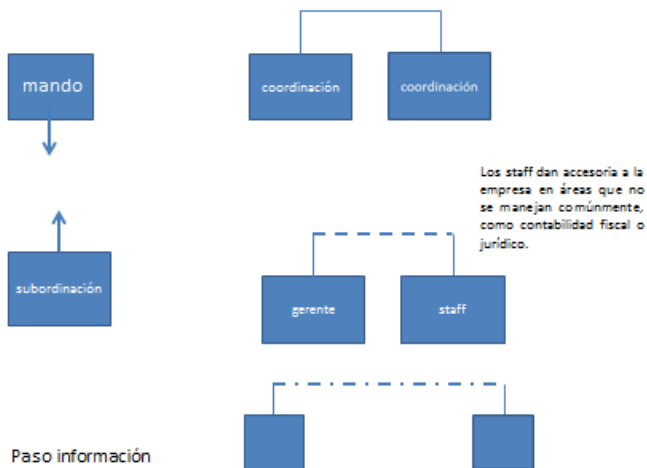 mando
coordinación
coordinación
Los staff dan accesoria a la
empresa en áreas que no
se manejan comúnmente,
como contabilidad fiscal o
jurídico.
subordinación
gerente
staff
Paso información